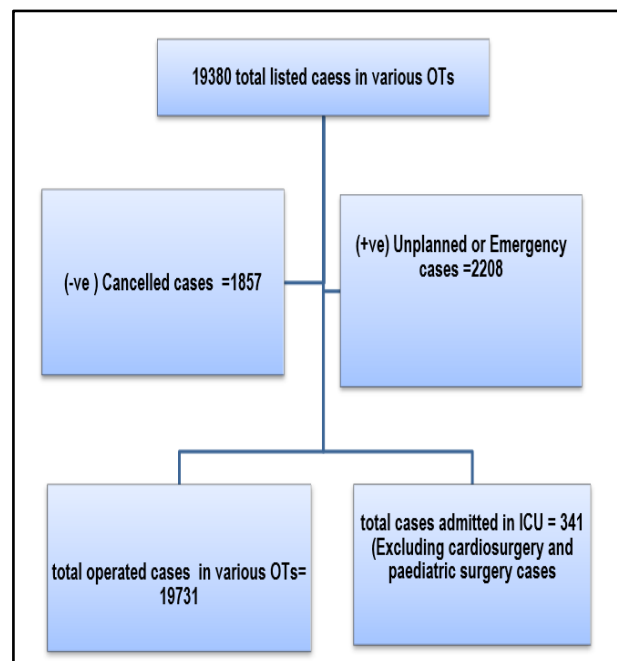 19380 total listed caess in various OTs
(-ve ) Cancelled cases =1857
(+ve) Unplanned or Emergency
cases =2208
total operated cases in various OTs=
19731
total cases admitted in ICU = 341
(Excluding cardiosurgery and
paediatric surgery cases